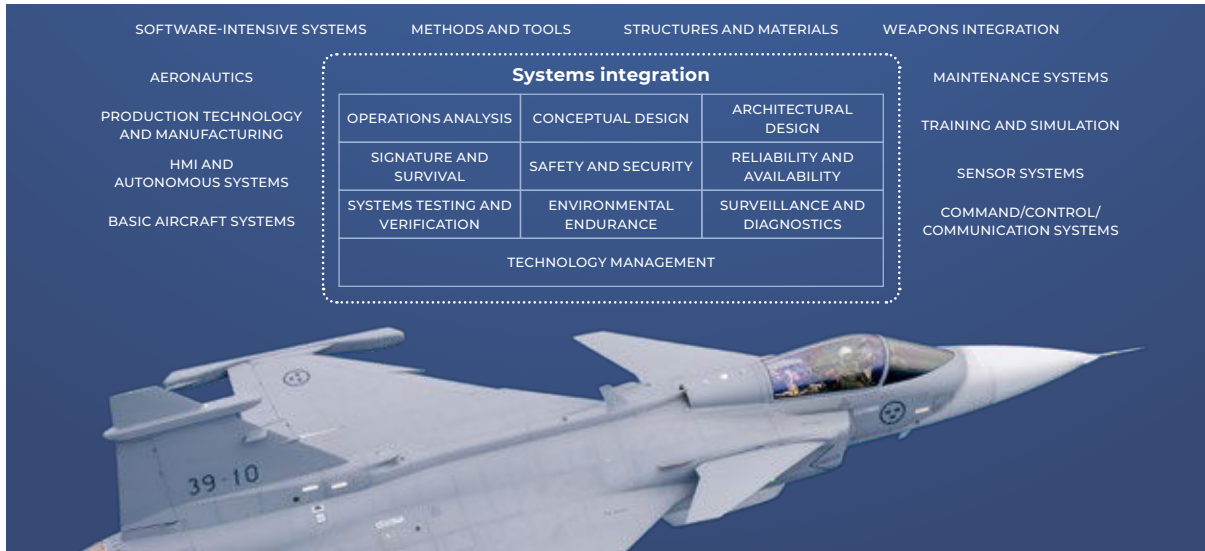 SOFTWARE-INTENSIVE SYSTEMS
METHODS AND TOOLS
STRUCTURES AND MATERIALS
WEAPONS INTEGRATION
AERONAUTICS
PRODUCTION TECHNOLOGY
AND MANUFACTURING
HMI AND
AUTONOMOUS SYSTEMS
BASIC AIRCRAFT SYSTEMS
Systems integration
OPERATIONS ANALYSIS
CONCEPTUAL DESIGN
ARCHITECTURAL
DESIGN
SIGNATURE AND
SURVIVAL
SAFETY AND SECURITY
RELIABILITY AND
AVAILABILITY
SYSTEMS TESTING AND
VERIFICATION
ENVIRONMENTAL
ENDURANCE
SURVEILLANCE AND
DIAGNOSTICS
TECHNOLOGY MANAGEMENT
MAINTENANCE SYSTEMS
TRAINING AND SIMULATION
SENSOR SYSTEMS
COMMAND/CONTROL/
COMMUNICATION SYSTEMS
39-10